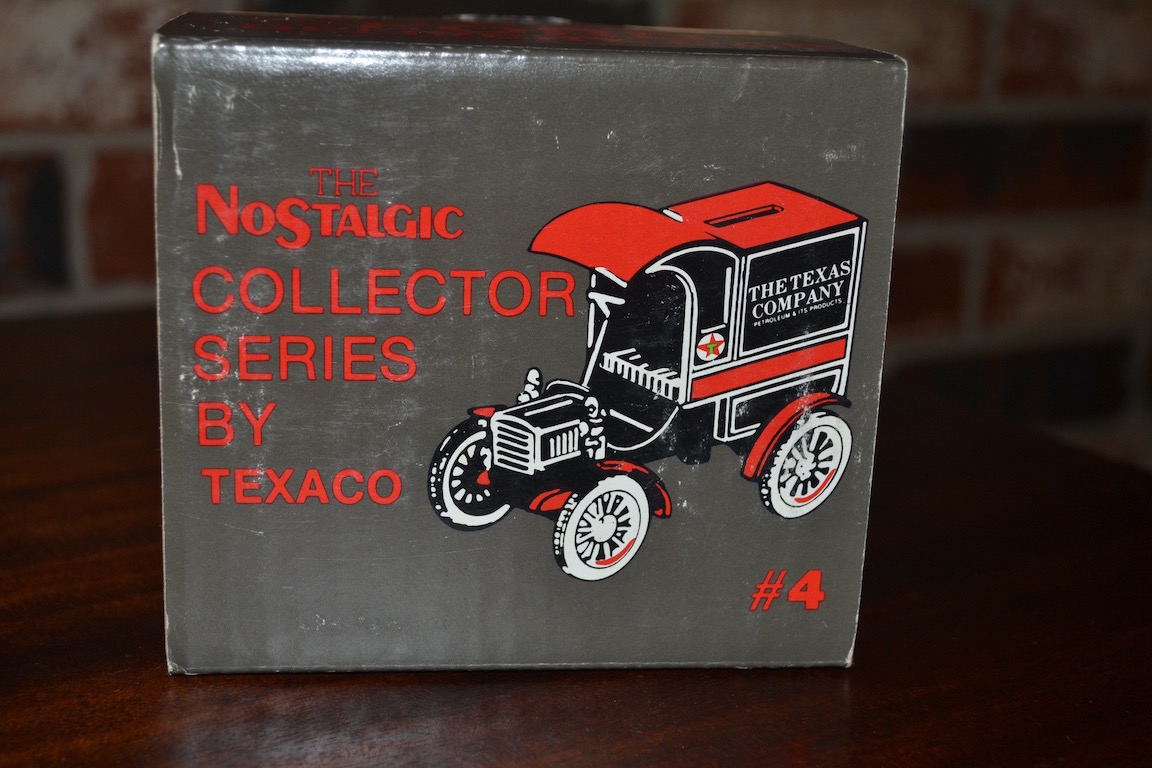 THE
NOSTALGIC
COLLECTOR
SERIES
BY
TEXACO
THE TEXAS
COMPANY
PETROLEUM & ITS PRODUCTS.
T
#4